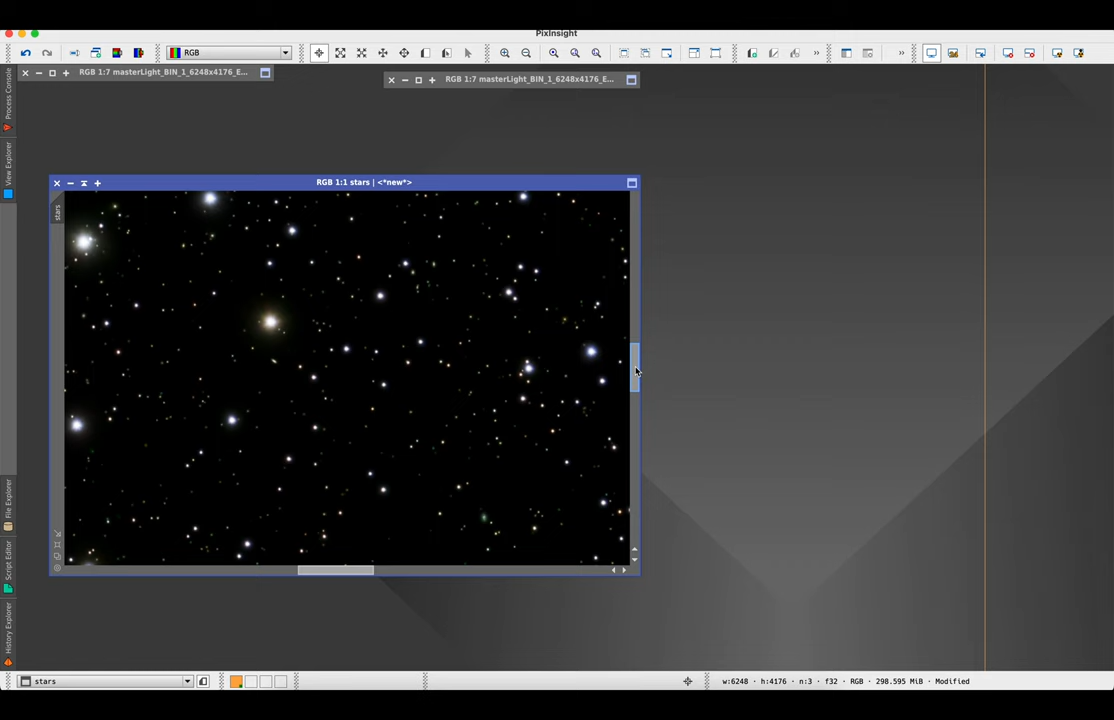 PixInsight
RGB
RGB 1:7 masterLight_BIN_1_6248x4176_E...
RGB 1:7 masterLight_BIN_1_6248x4176_E...
Process Console
View Explorer
RGB 1:1 stars | <*new*>
stars
File Explorer
Script Editor
History Explorer
stars
w:6248 · h:4176 · n:3 · f32 · RGB · 298.595 MiB · Modified